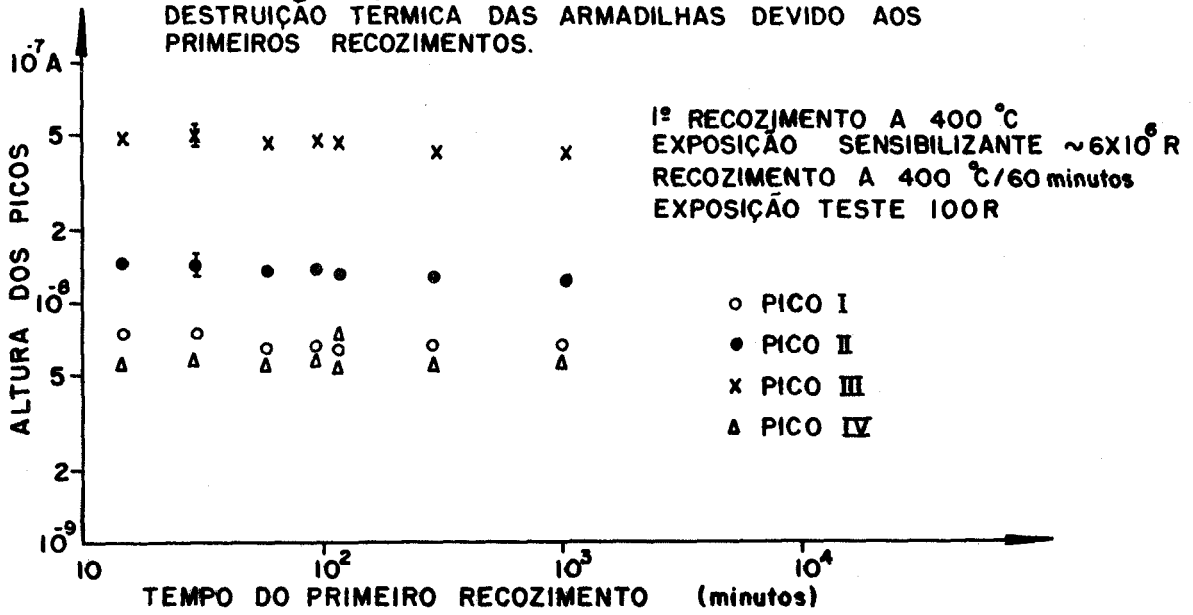 DESTRUIÇÃO TERMICA DAS ARMADILHAS DEVIDO AOS
PRIMEIROS RECOZIMENTOS.
10⁻⁷A
5
2
10⁻⁸
5
2
10⁻⁹
ALTURA DOS PICOS
1º RECOZIMENTO A 400 °C
EXPOSIÇÃO SENSIBILIZANTE ~6X10⁶ R
RECOZIMENTO A 400 °C/60 minutos
EXPOSIÇÃO TESTE 100R
PICO I
PICO II
PICO III
PICO IV
10 10² 10³ 10⁴
TEMPO DO PRIMEIRO RECOZIMENTO (minutos)